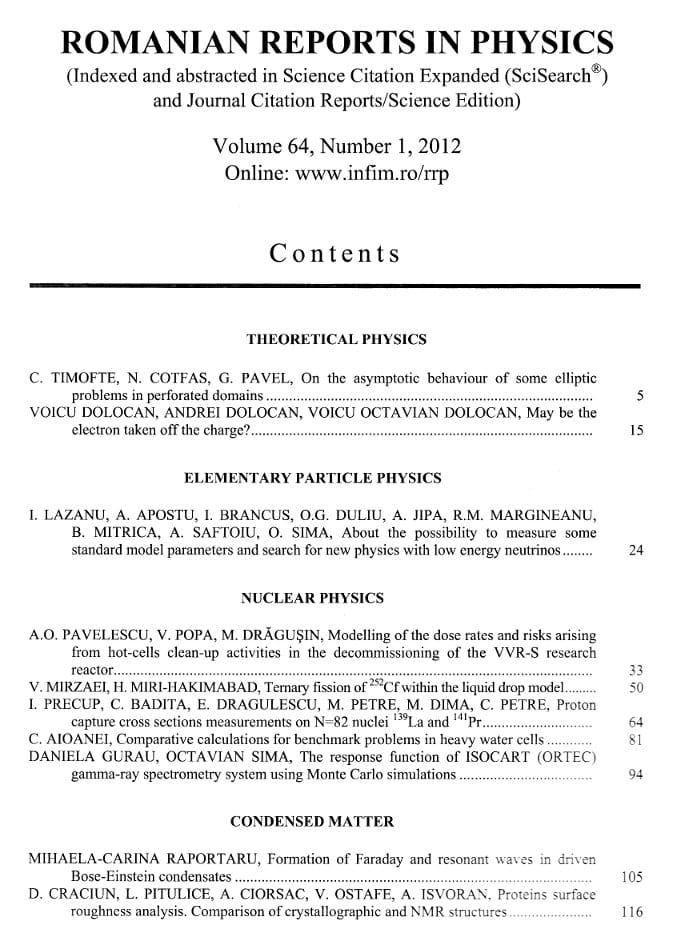 ROMANIAN REPORTS IN PHYSICS
(Indexed and abstracted in Science Citation Expanded (SciSearch®)
and Journal Citation Reports/Science Edition)
Volume 64, Number 1, 2012
Online: www.infim.ro/rrp
Contents
THEORETICAL PHYSICS
C. TIMOFTE, N. COTFAS, G. PAVEL, On the asymptotic behaviour of some elliptic
problems in perforated domains ........................................ 5
VOICU DOLOCAN, ANDREI DOLOCAN, VOICU OCTAVIAN DOLOCAN, May be the
electron taken off the charge?........................................ 15
ELEMENTARY PARTICLE PHYSICS
I. LAZANU, A. APOSTU, I. BRANCUS, O.G. DULIU, A. JIPA, R.M. MARGINEANU,
B. MITRICA, A. SAFTOIU, O. SIMA, About the possibility to measure some
standard model parameters and search for new physics with low energy neutrinos........ 24
NUCLEAR PHYSICS
A.O. PAVELESCU, V. POPA, M. DRĂGUŞIN, Modelling of the dose rates and risks arising
from hot-cells clean-up activities in the decommissioning of the VVR-S research
reactor........................................ 33
V. MIRZAEI, H. MIRI-HAKIMABAD, Ternary fission of ²⁵²Cf within the liquid drop model......... 50
I. PRECUP, C. BADITA, E. DRAGULESCU, M. PETRE, M. DIMA, C. PETRE, Proton
capture cross sections measurements on N=82 nuclei ¹³⁹La and ¹⁴¹Pr............................. 64
C. AIOANEI, Comparative calculations for benchmark problems in heavy water cells ............ 81
DANIELA GURAU, OCTAVIAN SIMA, The response function of ISOCART (ORTEC)
gamma-ray spectrometry system using Monte Carlo simulations ................................... 94
CONDENSED MATTER
MIHAELA-CARINA RAPORTARU, Formation of Faraday and resonant waves in driven
Bose-Einstein condensates ........................................ 105
D. CRACIUN, L. PITULICE, A. CIORSAC, V. OSTAFE, A. ISVORAN, Proteins surface
roughness analysis. Comparison of crystallographic and NMR structures...................... 116